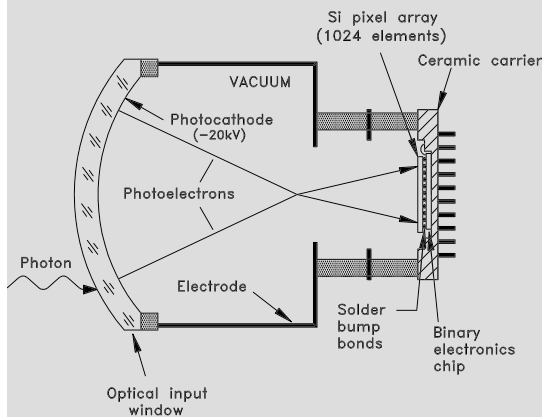 Si pixel array
(1024 elements)
Ceramic carrier
VACUUM
Photocathode
(−20kV)
Photoelectrons
Photon
Electrode
Solder
bump
bonds
Binary
electronics
chip
Optical input
window